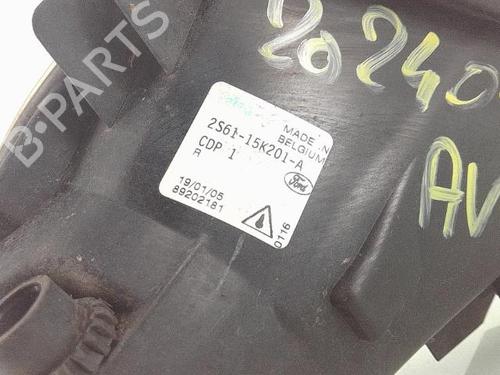 20240
AV
B-PARTS
MADE IN
BELGIUM
2S61-15K201-A
CDP 1
R
Ford
19/01/05
89202181
0116